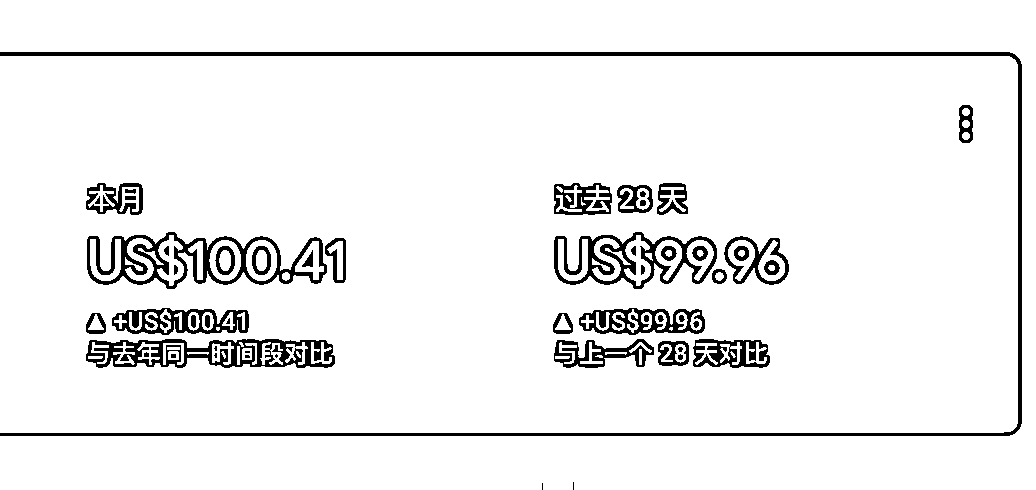 本月
US$100.41
△ +US$100.41
与去年同一时间段对比
过去 28 天
US$99.96
△ +US$99.96
与上一个 28 天对比